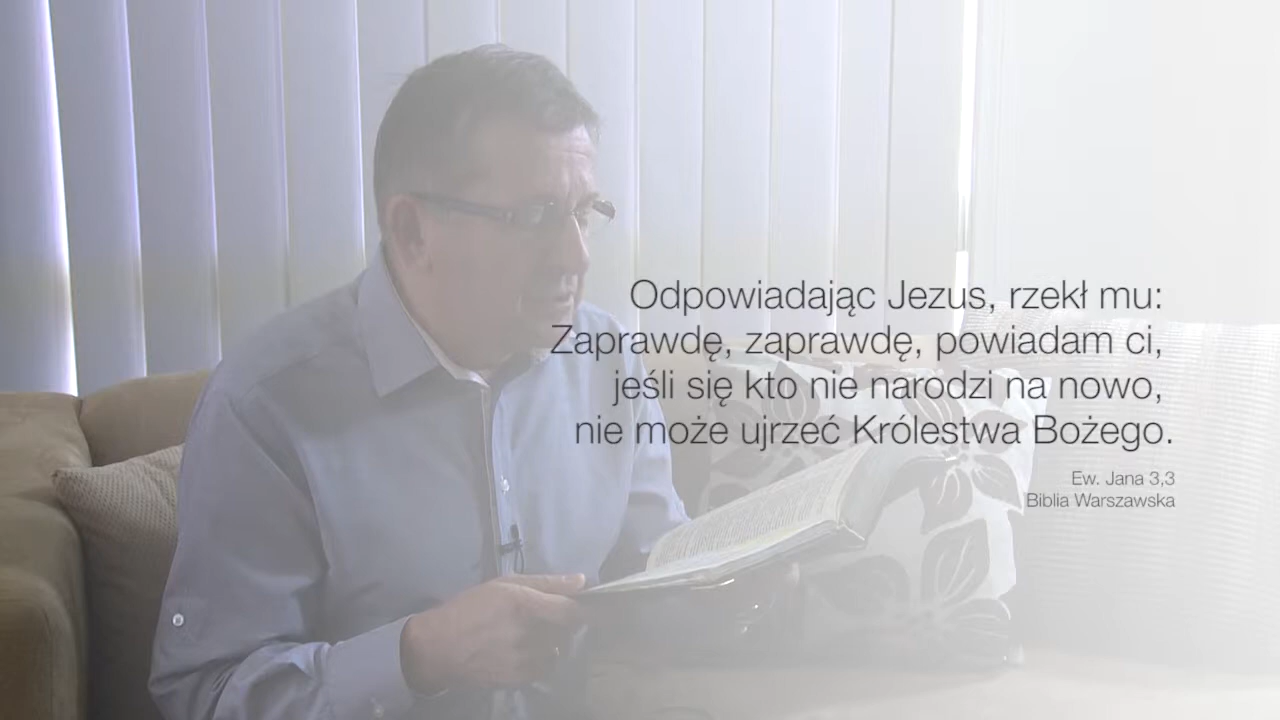 Odpowiadając Jezus, rzekł mu:
Zaprawdę, zaprawdę, powiadam ci,
jeśli się kto nie narodzi na nowo,
nie może ujrzeć Królestwa Bożego.
Ew. Jana 3,3
Biblia Warszawska